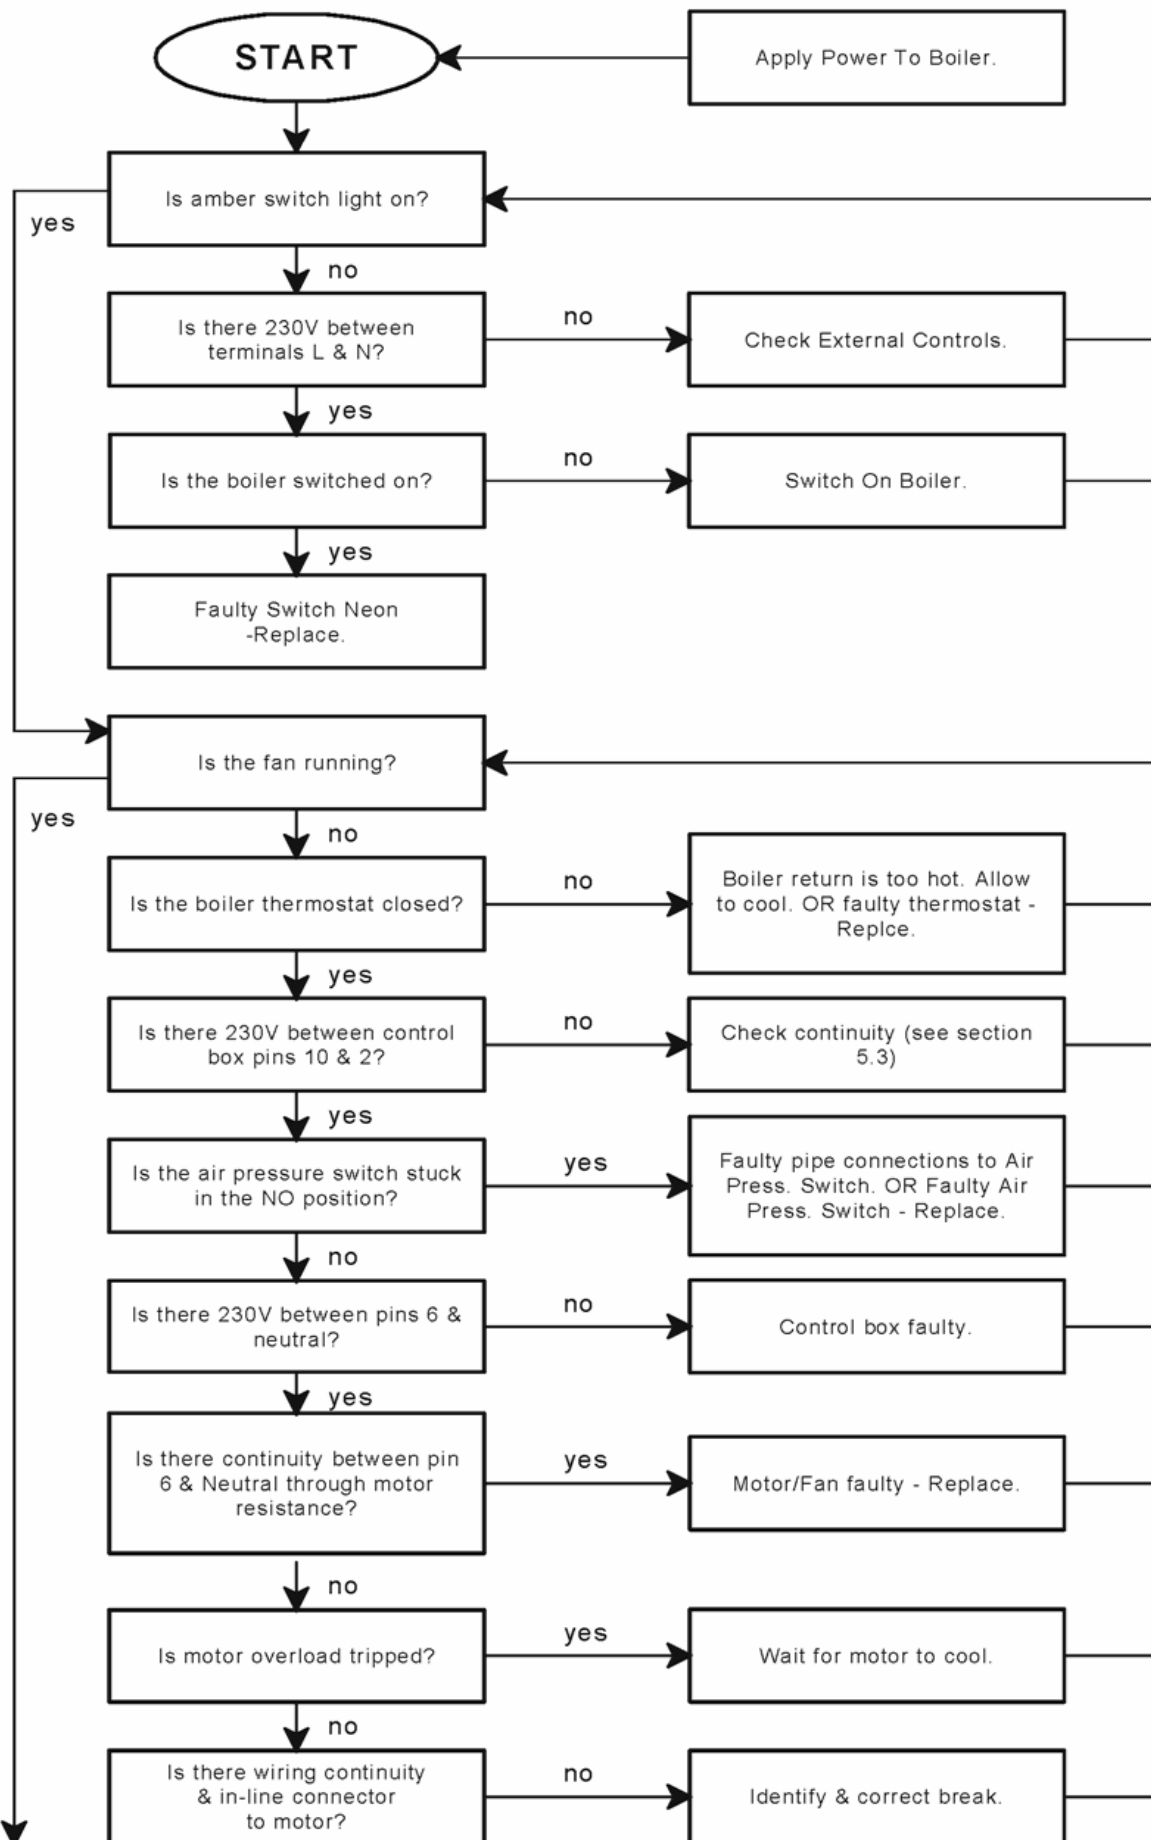 START
Apply Power To Boiler.
Is amber switch light on?
yes
no
Is there 230V between
terminals L & N?
no
Check External Controls.
yes
Is the boiler switched on?
no
Switch On Boiler.
yes
Faulty Switch Neon
-Replace.
Is the fan running?
yes
no
Is the boiler thermostat closed?
no
Boiler return is too hot. Allow
to cool. OR faulty thermostat -
Replce.
yes
Is there 230V between control
box pins 10 & 2?
no
Check continuity (see section
5.3)
yes
Is the air pressure switch stuck
in the NO position?
yes
Faulty pipe connections to Air
Press. Switch. OR Faulty Air
Press. Switch - Replace.
no
Is there 230V between pins 6 &
neutral?
no
Control box faulty.
yes
Is there continuity between pin
6 & Neutral through motor
resistance?
yes
Motor/Fan faulty - Replace.
no
Is motor overload tripped?
yes
Wait for motor to cool.
no
Is there wiring continuity
& in-line connector
to motor?
no
Identify & correct break.